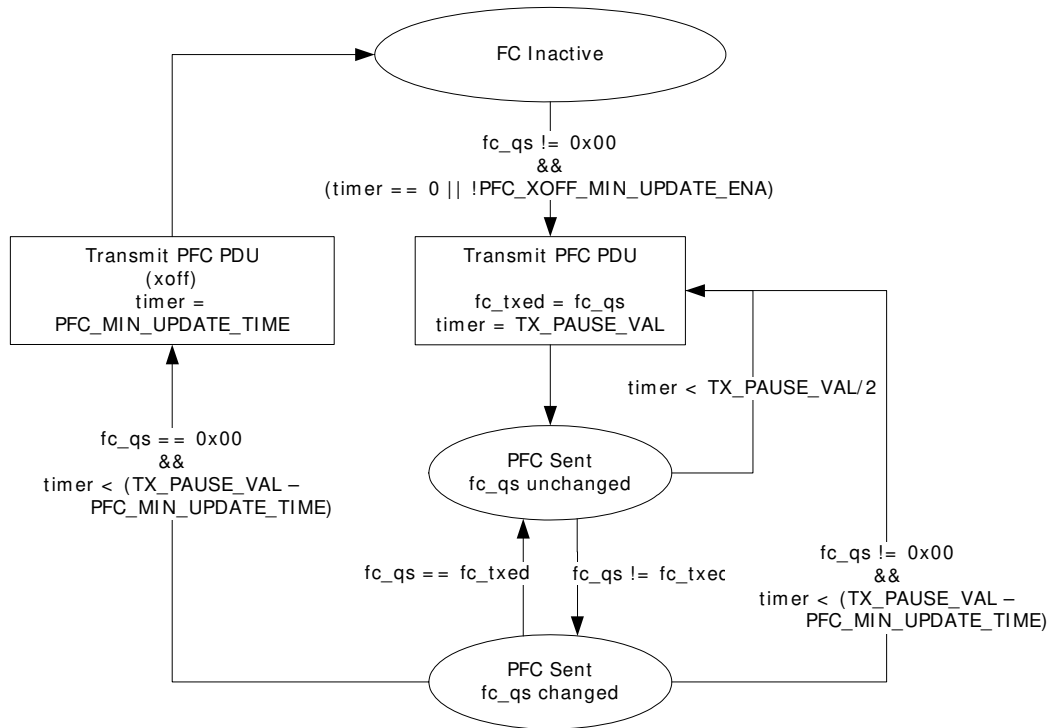 FC Inactive
fc_qs != 0x00
&&
(timer == 0 || !PFC_XOFF_MIN_UPDATE_ENA)
Transmit PFC PDU
(xoff)
timer =
PFC_MIN_UPDATE_TIME
Transmit PFC PDU
fc_txed = fc_qs
timer = TX_PAUSE_VAL
timer < TX_PAUSE_VAL/2
fc_qs == 0x00
&&
timer < (TX_PAUSE_VAL –
PFC_MIN_UPDATE_TIME)
PFC Sent
fc_qs unchanged
fc_qs == fc_txed
fc_qs != fc_txec
fc_qs != 0x00
&&
timer < (TX_PAUSE_VAL –
PFC_MIN_UPDATE_TIME)
PFC Sent
fc_qs changed